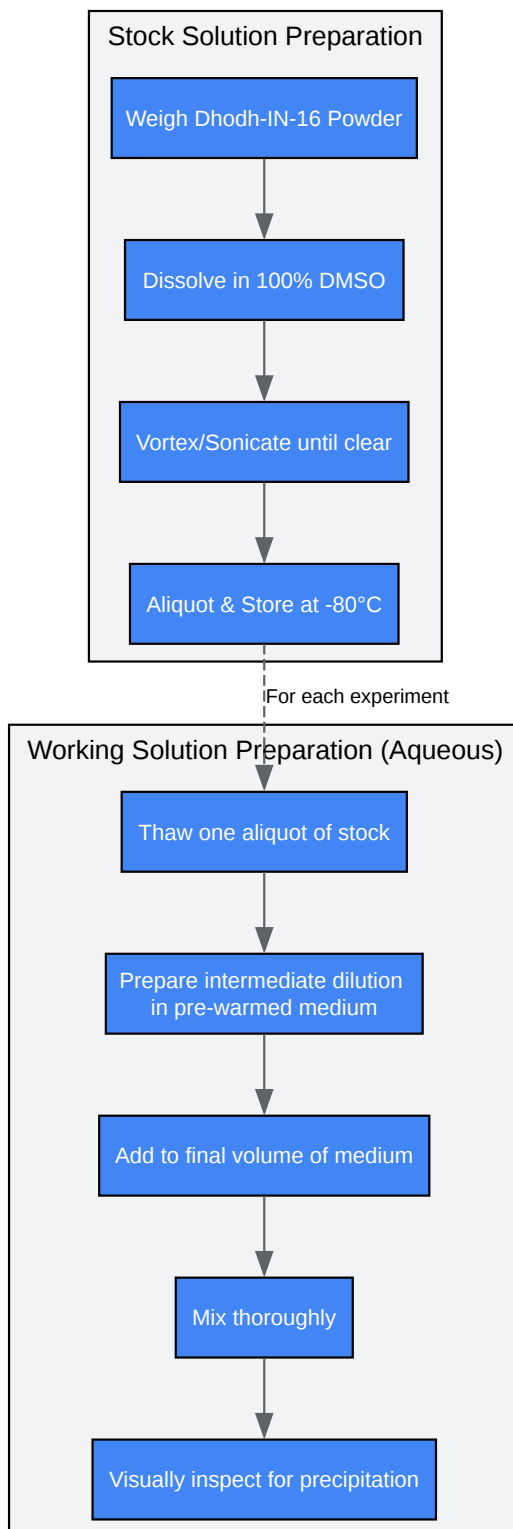 Stock Solution Preparation
Weigh Dhodh-IN-16 Powder
Dissolve in 100% DMSO
Vortex/Sonicate until clear
Aliquot & Store at -80°C
For each experiment
Working Solution Preparation (Aqueous)
Thaw one aliquot of stock
Prepare intermediate dilution
in pre-warmed medium
Add to final volume of medium
Mix thoroughly
Visually inspect for precipitation